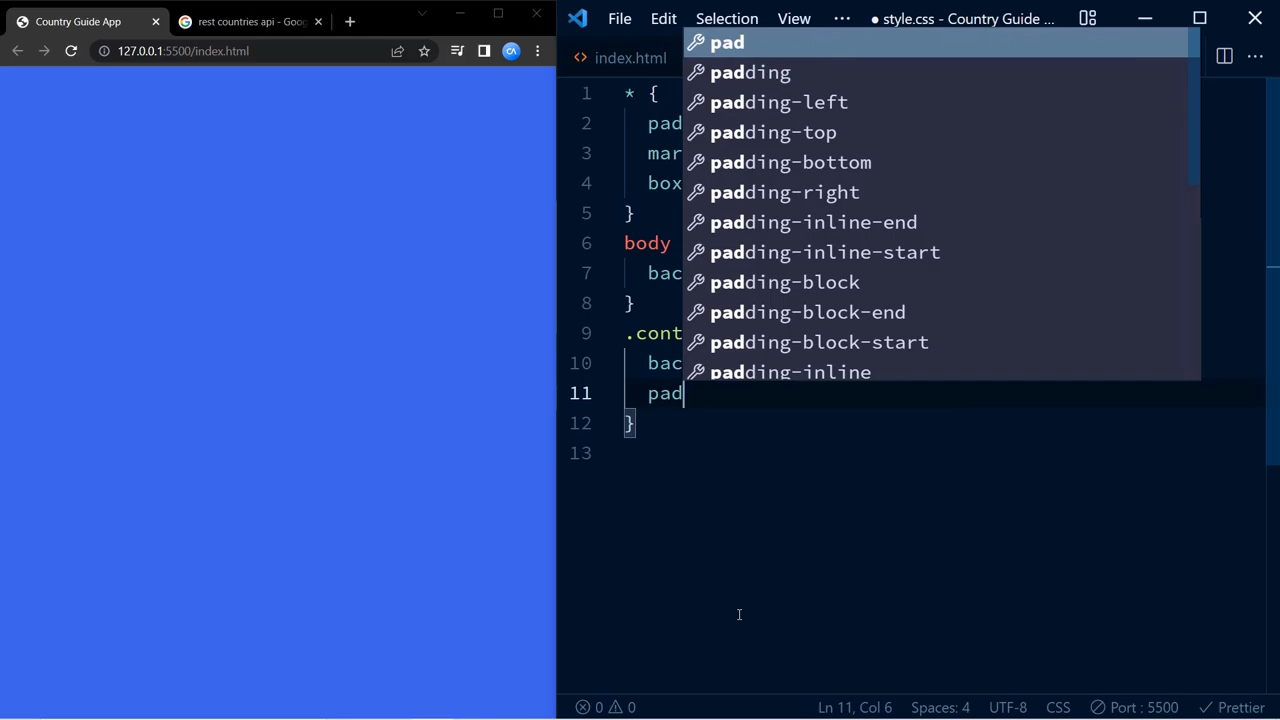 Country Guide App
rest countries api - Goo
127.0.0.1:5500/index.html
CA
File Edit Selection View ··· ● style.css - Country Guide ...
<> index.html
1 * {
2 pad
3 mar
4 box
5 }
6 body
7 bac
8 }
9 .cont
10 bac
11 pad
12 }
13
pad
padding
padding-left
padding-top
padding-bottom
padding-right
padding-inline-end
padding-inline-start
padding-block
padding-block-end
padding-block-start
padding-inline
0 0 Ln 11, Col 6 Spaces: 4 UTF-8 CSS Port : 5500 Prettier